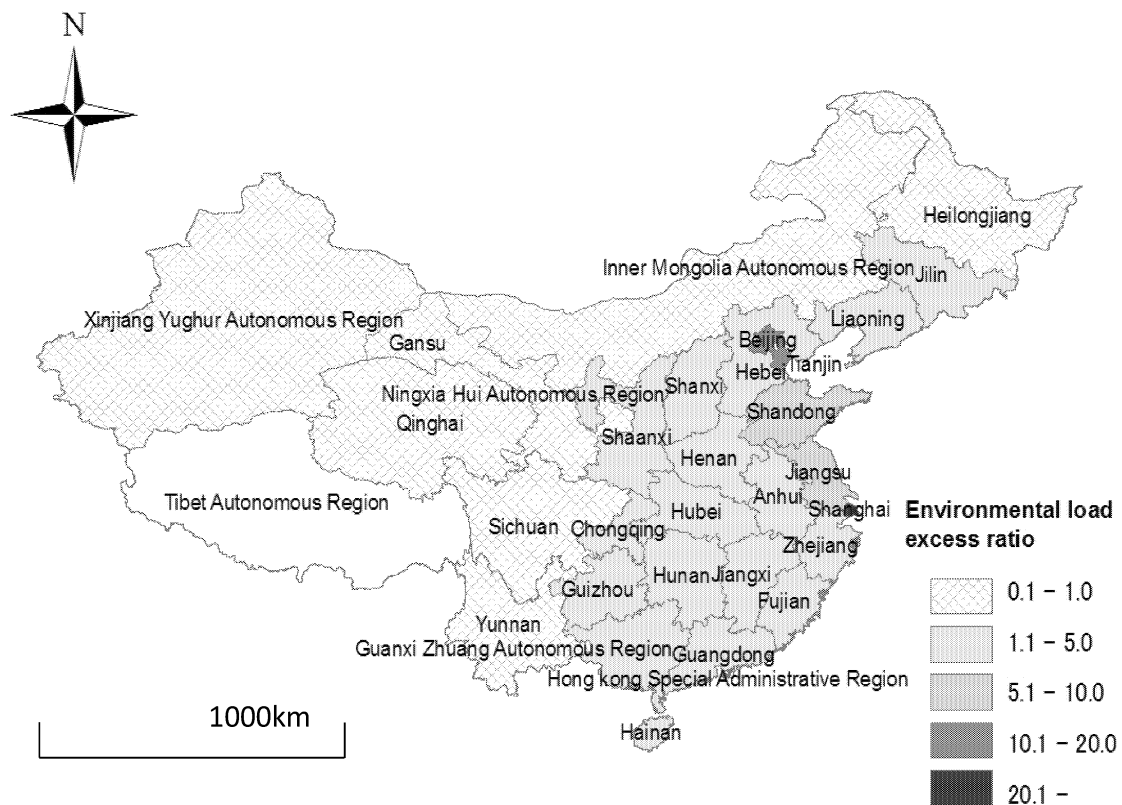 N
Heilongjiang
Inner Mongolia Autonomous Region
Jilin
Xinjiang Yughur Autonomous Region
Liaoning
Gansu
Beijing
Tianjin
Hebei
Ningxia Hui Autonomous Region
Shanxi
Qinghai
Shandong
Shaanxi
Henan
Jiangsu
Tibet Autonomous Region
Anhui
Shanghai
Sichuan
Hubei
Chongqing
Zhejiang
Guizhou
Hunan
Jiangxi
Fujian
Yunnan
Guanxi Zhuang Autonomous Region
Guangdong
Hong kong Special Administrative Region
Hainan
1000km
Environmental load
excess ratio
0.1 - 1.0
1.1 - 5.0
5.1 - 10.0
10.1 - 20.0
20.1 -